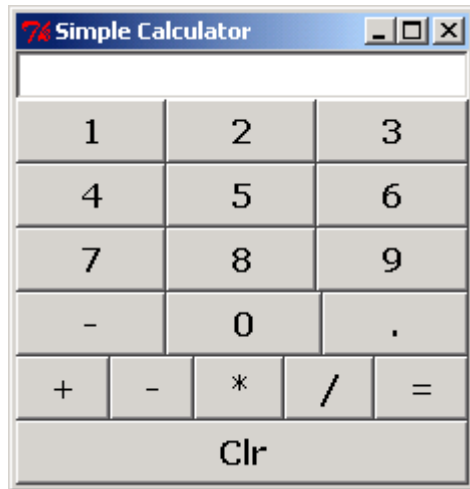 Simple Calculator
1 2 3
4 5 6
7 8 9
- 0 .
+ - * / =
Clr